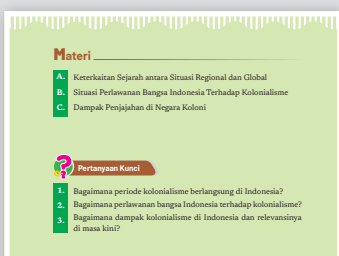 Materi
A. Keterkaitan Sejarah antara Situasi Regional dan Global
B. Situasi Perlawanan Bangsa Indonesia Terhadap Kolonialisme
C. Dampak Penjajahan di Negara Koloni
Pertanyaan Kunci
1. Bagaimana periode kolonialisme berlangsung di Indonesia?
2. Bagaimana perlawanan bangsa Indonesia terhadap kolonialisme?
3. Bagaimana dampak kolonialisme di Indonesia dan relevansinya
di masa kini?